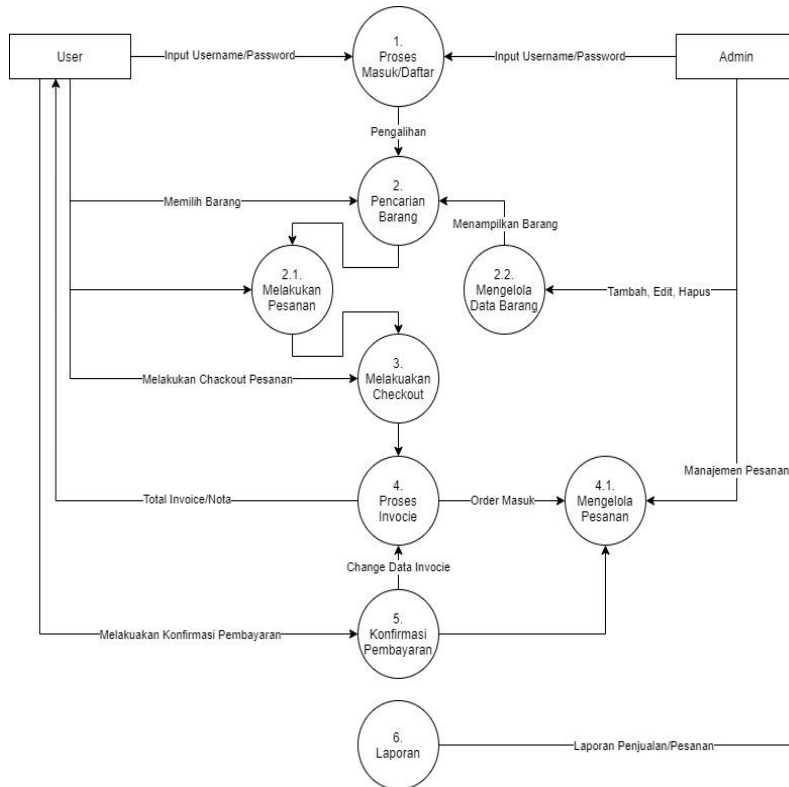 User
Input Username/Password
1.
Proses
Masuk/Daftar
Input Username/Password
Admin
Pengalihan
Memilih Barang
2.
Pencarian
Barang
Menampilkan Barang
2.1.
Melakukan
Pesanan
2.2.
Mengelola
Data Barang
Tambah, Edit, Hapus
Melakukan Chackout Pesanan
3.
Melakuakan
Checkout
Manajemen Pesanan
Total Invoice/Nota
4.
Proses
Invocie
Order Masuk
4.1.
Mengelola
Pesanan
Change Data Invocie
Melakuakan Konfirmasi Pembayaran
5.
Konfirmasi
Pembayaran
6.
Laporan
Laporan Penjualan/Pesanan